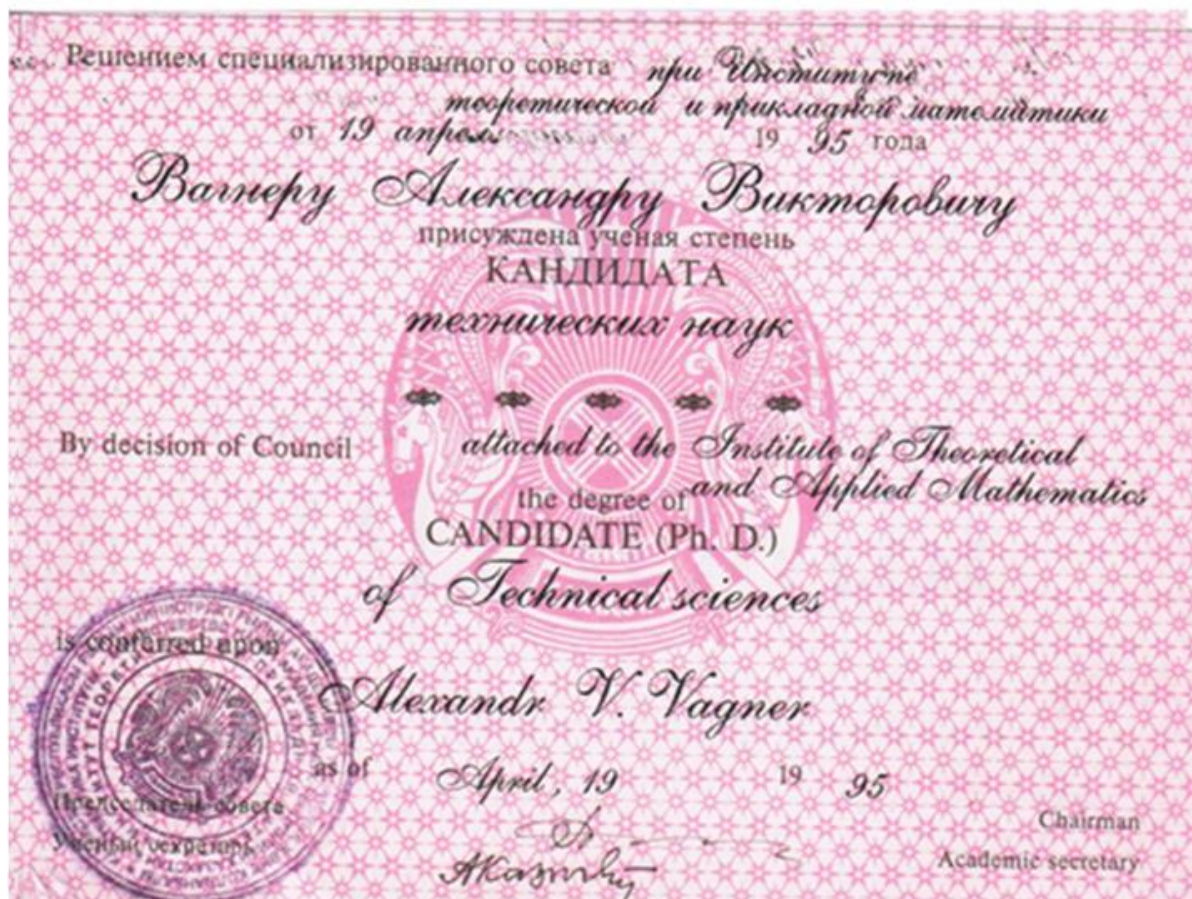 Решением специализированного совета при Институте
теоретической и прикладной математики
от 19 апреля 19 95 года
Вагнеру Александру Викторовичу
присуждена ученая степень
КАНДИДАТА
технических наук
By decision of Council attached to the Institute of Theoretical
and Applied Mathematics
the degree of
CANDIDATE (Ph. D.)
of Technical sciences
is conferred upon
Alexandr V. Vagner
as of April, 19 19 95
Председатель совета Chairman
Ученый секретарь Academic secretary